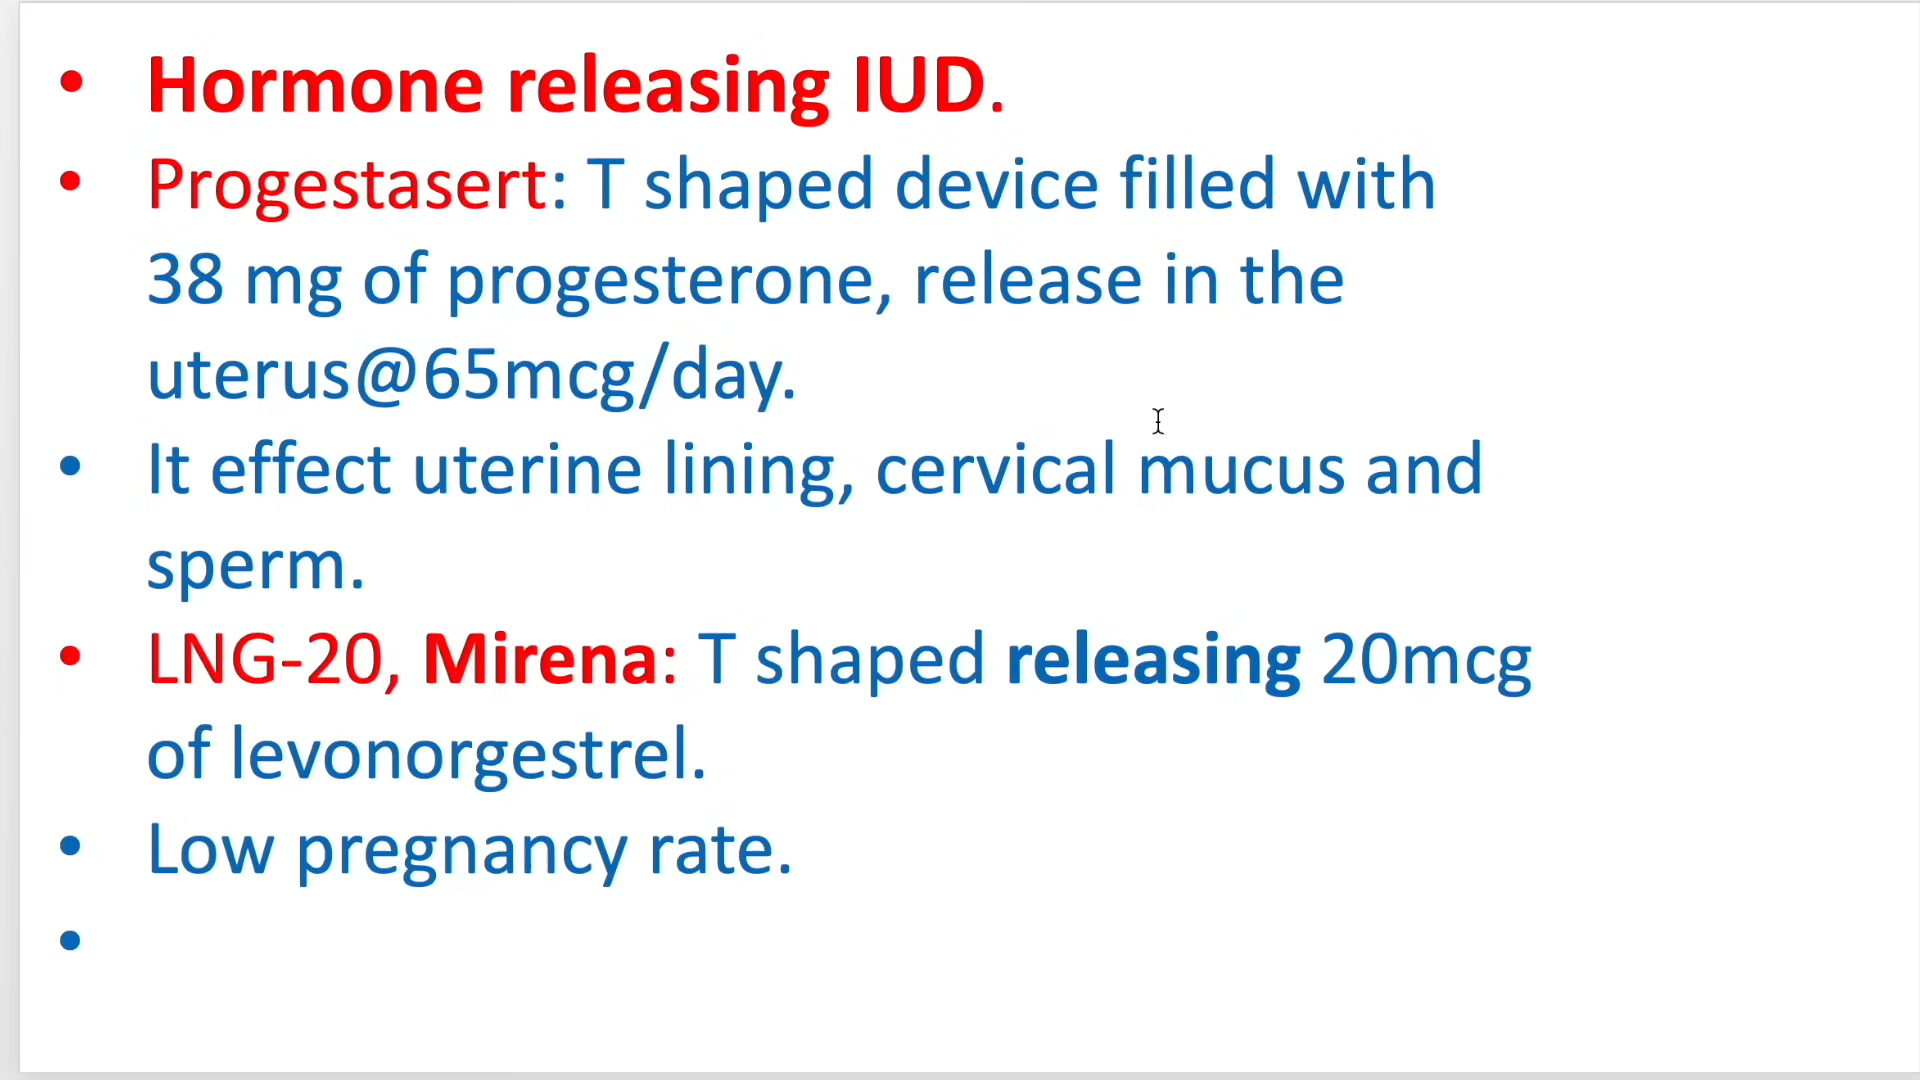 • Hormone releasing IUD.
• Progestasert: T shaped device filled with
38 mg of progesterone, release in the
uterus@65mcg/day.
• It effect uterine lining, cervical mucus and
sperm.
• LNG-20, Mirena: T shaped releasing 20mcg
of levonorgestrel.
• Low pregnancy rate.
•